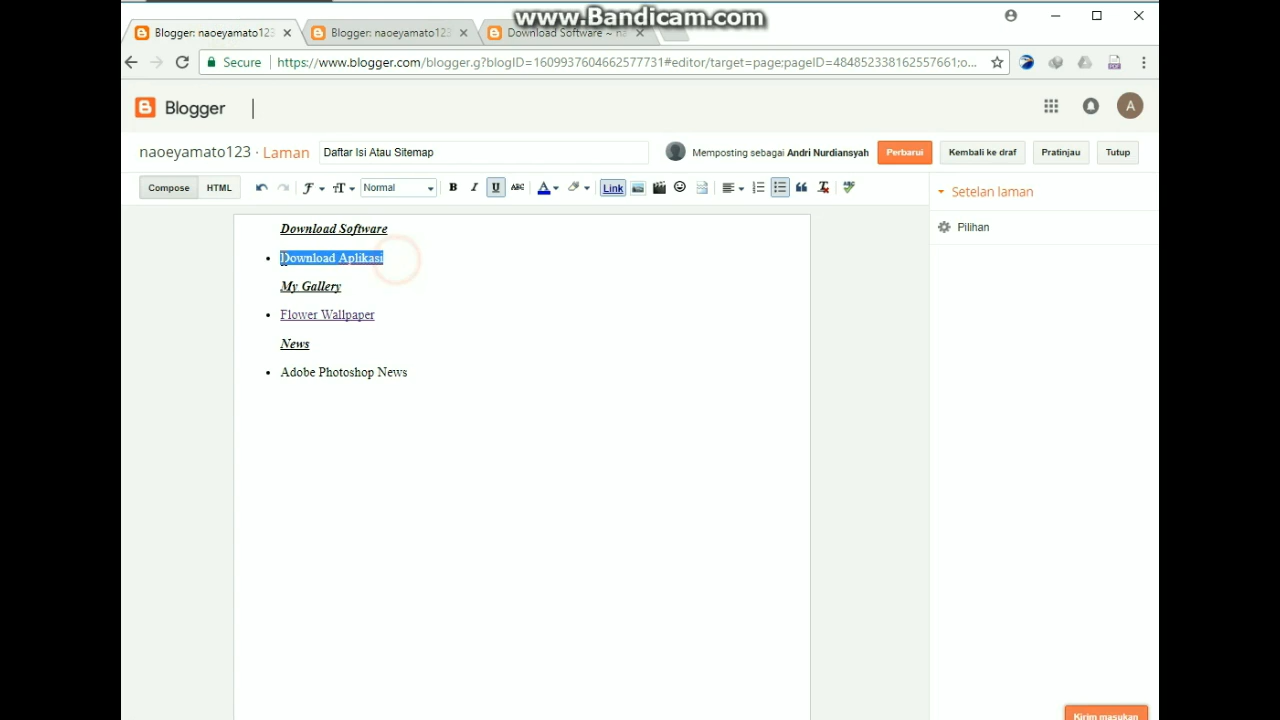 www.Bandicam.com
Blogger: naoeyamato123
Blogger: naoeyamato123
Download Software ~ na
Secure
https://www.blogger.com/blogger.g?blogID=1609937604662577731#editor/target=page;pageID=484852338162557661;o...
Blogger
A
naoeyamato123 · Laman
Daftar Isi Atau Sitemap
Memposting sebagai Andri Nurdiansyah
Perbarui
Kembali ke draf
Pratinjau
Tutup
Compose
HTML
Normal
B
I
U
ABC
A
Link
Setelan laman
Pilihan
Download Software
Download Aplikasi
My Gallery
Flower Wallpaper
News
Adobe Photoshop News
Kirim masukan